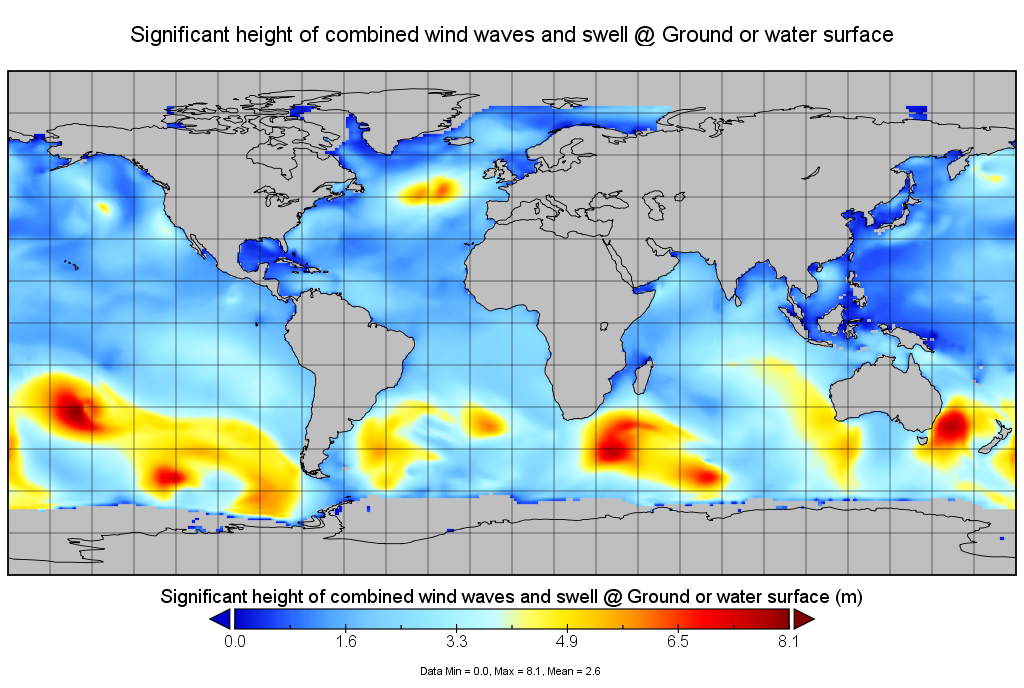 Significant height of combined wind waves and swell @ Ground or water surface
Significant height of combined wind waves and swell @ Ground or water surface (m)
0.0 1.6 3.3 4.9 6.5 8.1
Data Min = 0.0, Max = 8.1, Mean = 2.6